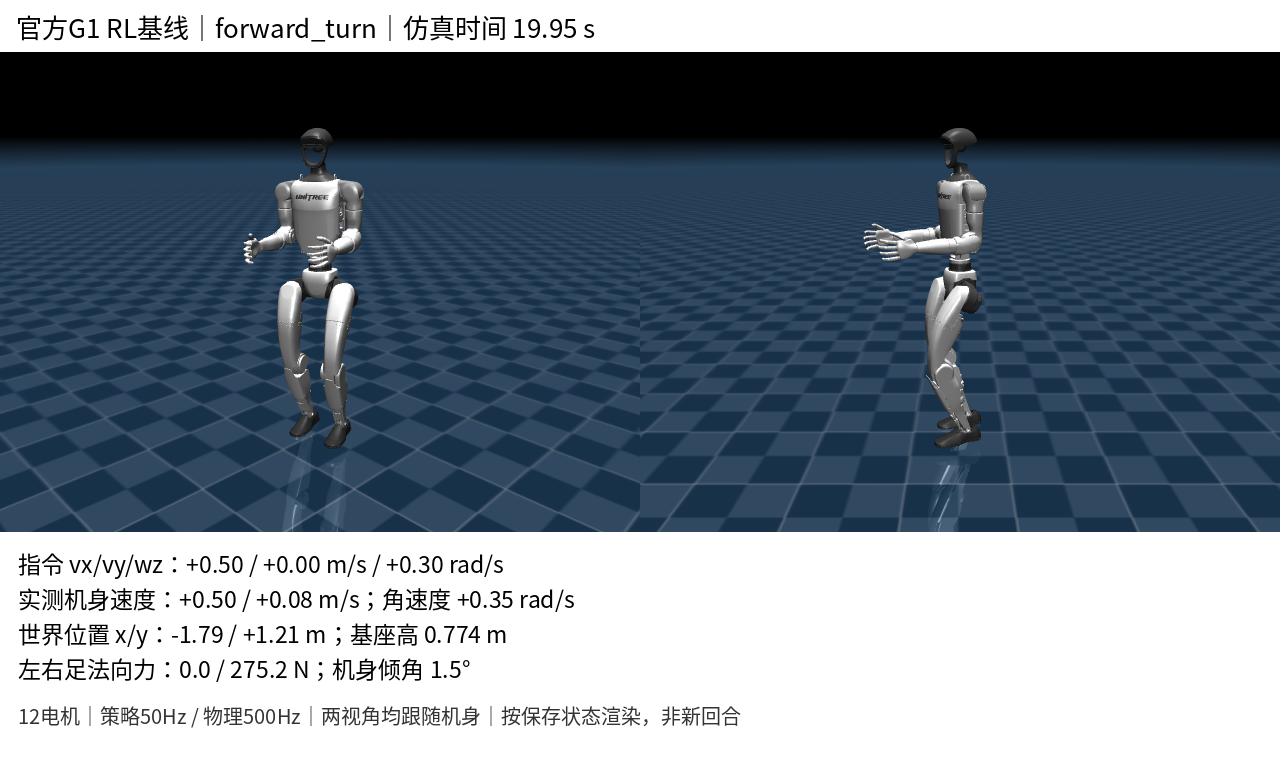 官方G1 RL基线｜forward_turn｜仿真时间 19.95 s
UNITREE
指令 vx/vy/wz：+0.50 / +0.00 m/s / +0.30 rad/s
实测机身速度：+0.50 / +0.08 m/s；角速度 +0.35 rad/s
世界位置 x/y：-1.79 / +1.21 m；基座高 0.774 m
左右足法向力：0.0 / 275.2 N；机身倾角 1.5°
12电机｜策略50Hz / 物理500Hz｜两视角均跟随机身｜按保存状态渲染，非新回合